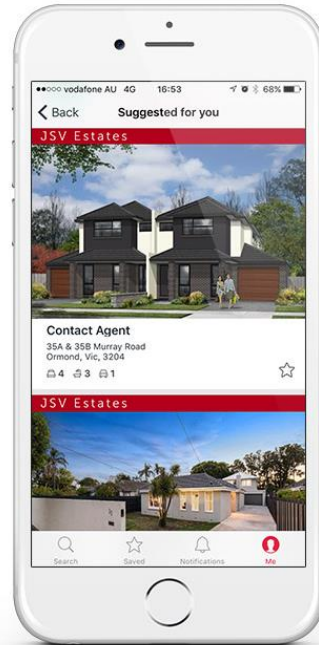 vodafone AU 4G 16:53 68%
Back Suggested for you
JSV Estates
Contact Agent
35A & 35B Murray Road
Ormond, Vic, 3204
4 3 1
JSV Estates
Search Saved Notifications Me